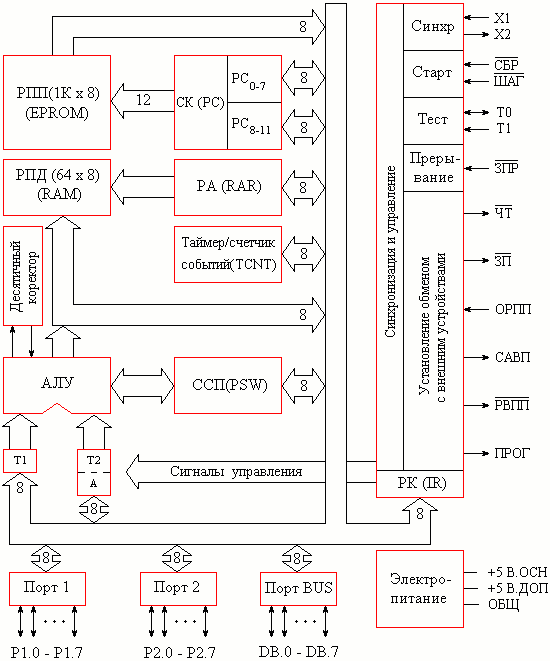 РПП(1K x 8)
(EPROM)
8
12
СК (PC)
PC0-7
PC8-11
8
8
РПД (64 x 8)
(RAM)
РА (RAR)
8
Таймер/счетчик
событий(TCNT)
8
Десятичный
коректор
8
АЛУ
ССП(PSW)
8
T1
T2
A
8
8
Сигналы управления
Синхронизация и управление
Синхр
Старт
Тест
Преры-
вание
Установление обменом
с внешним устройствами
РК (IR)
8
X1
X2
СБР
ШАГ
T0
T1
ЗПР
ЧТ
ЗП
ОРПП
САВП
РВПП
ПРОГ
8
8
8
Порт 1
Порт 2
Порт BUS
P1.0 - P1.7
P2.0 - P2.7
DB.0 - DB.7
Электро-
питание
+5 В.ОСН
+5 В.ДОП
ОБЩ